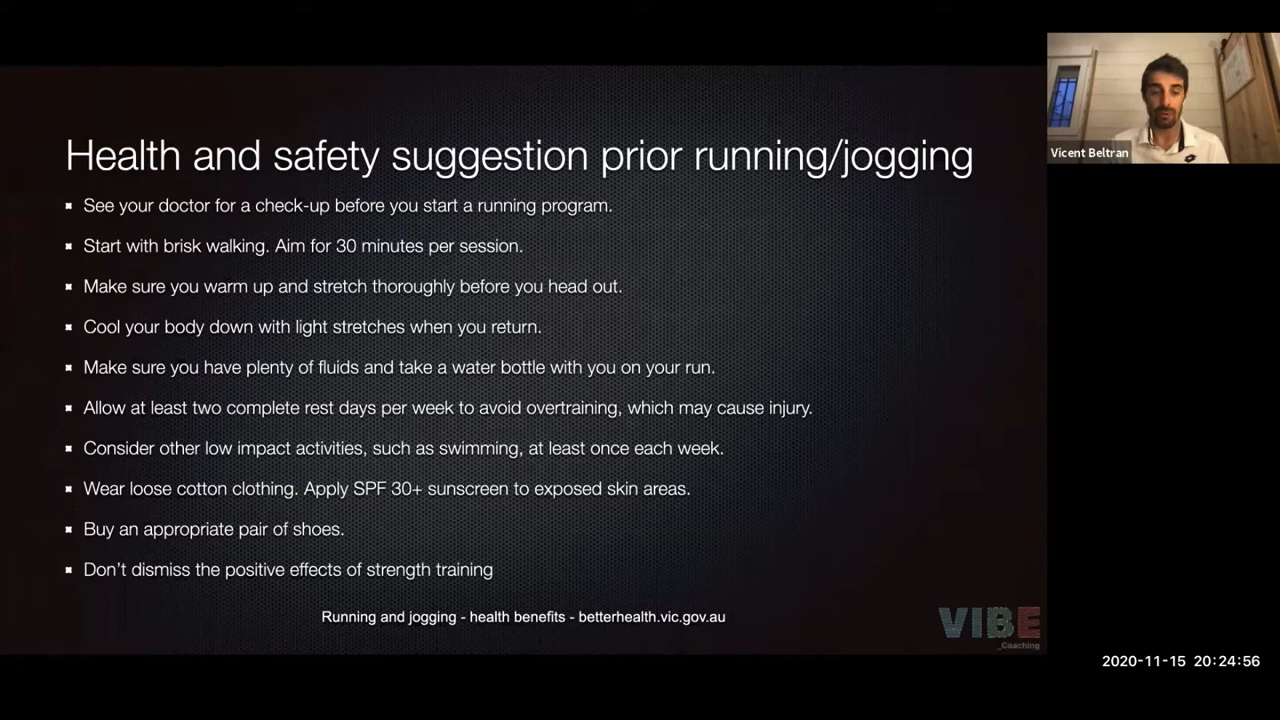 Health and safety suggestion prior running/jogging
See your doctor for a check-up before you start a running program.
Start with brisk walking. Aim for 30 minutes per session.
Make sure you warm up and stretch thoroughly before you head out.
Cool your body down with light stretches when you return.
Make sure you have plenty of fluids and take a water bottle with you on your run.
Allow at least two complete rest days per week to avoid overtraining, which may cause injury.
Consider other low impact activities, such as swimming, at least once each week.
Wear loose cotton clothing. Apply SPF 30+ sunscreen to exposed skin areas.
Buy an appropriate pair of shoes.
Don’t dismiss the positive effects of strength training
Running and jogging - health benefits - betterhealth.vic.gov.au
VIBE
_Coaching
Vicent Beltran
2020-11-15 20:24:56